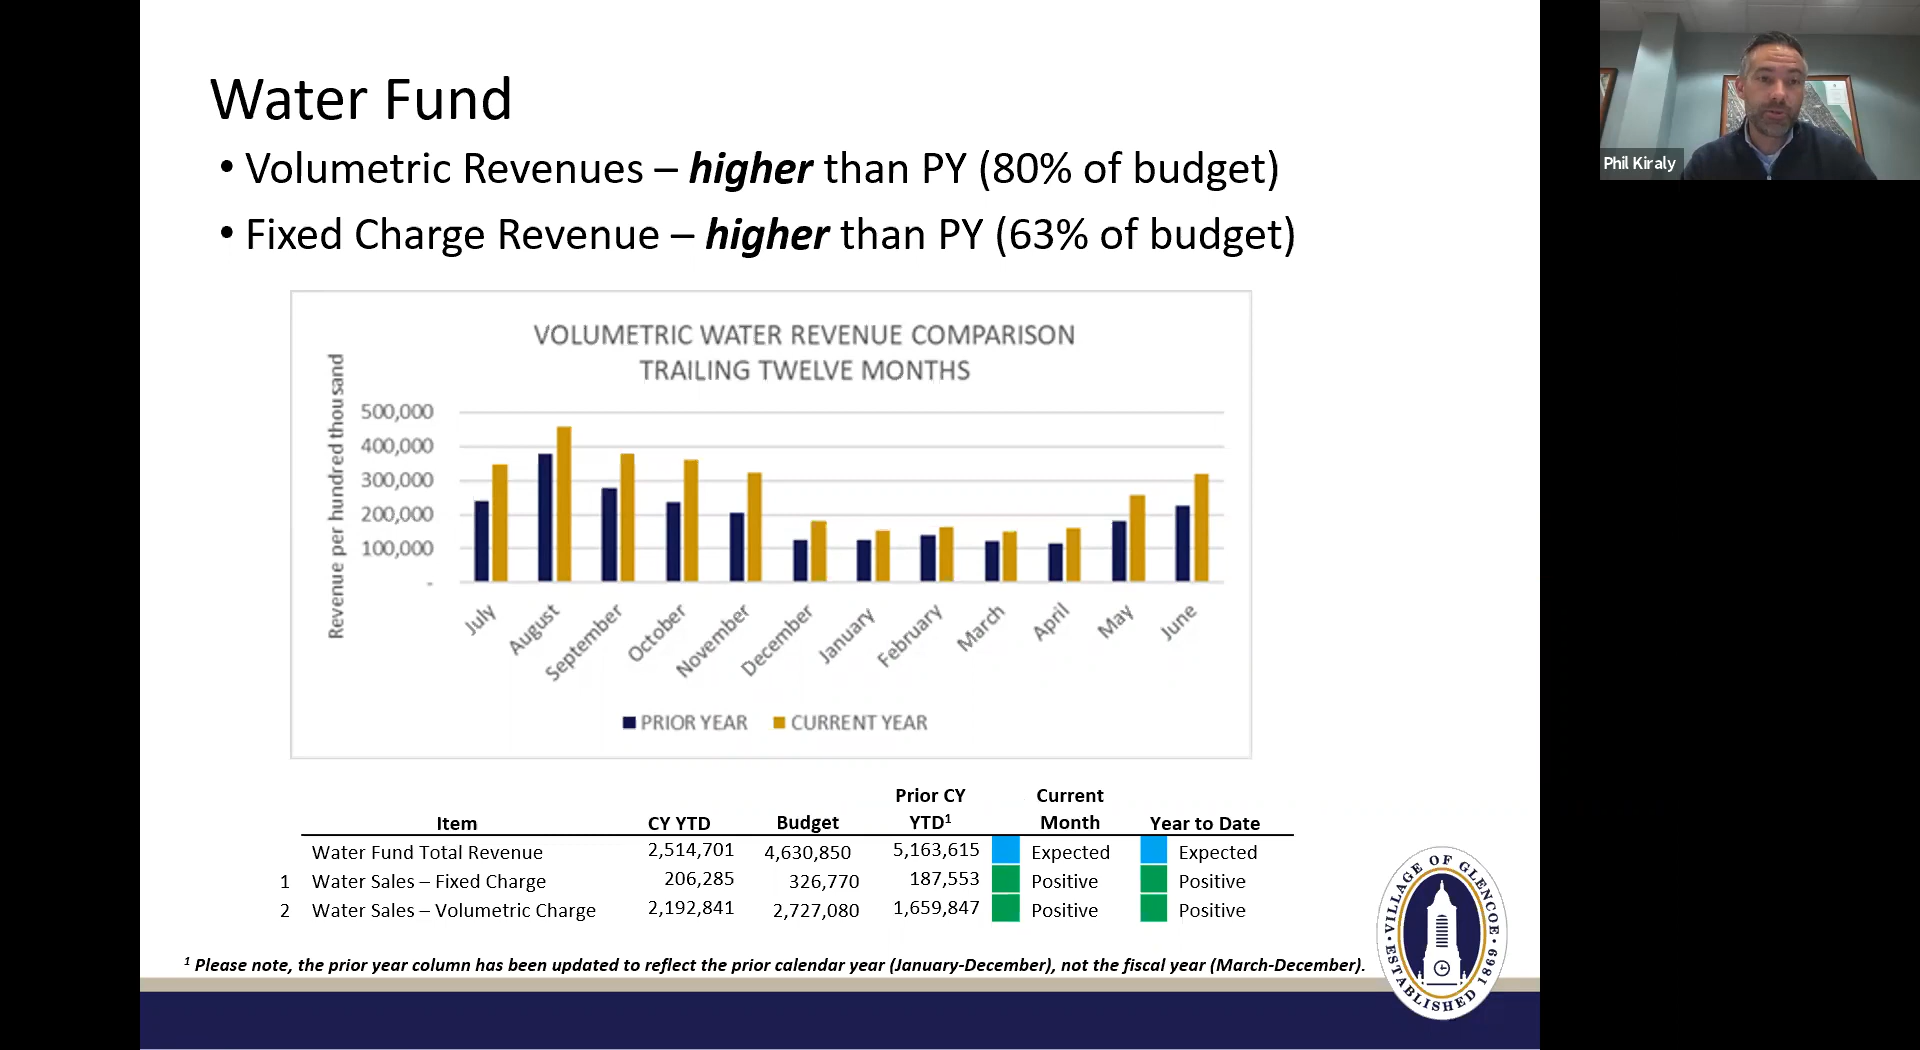 Water Fund
• Volumetric Revenues – higher than PY (80% of budget)
• Fixed Charge Revenue – higher than PY (63% of budget)
VOLUMETRIC WATER REVENUE COMPARISON
TRAILING TWELVE MONTHS
Revenue per hundred thousand
500,000
400,000
300,000
200,000
100,000
-
July August September October November December January February March April May June
PRIOR YEAR CURRENT YEAR
Item CY YTD Budget Prior CY YTD1 Current Month Year to Date
Water Fund Total Revenue 2,514,701 4,630,850 5,163,615 Expected Expected
1 Water Sales – Fixed Charge 206,285 326,770 187,553 Positive Positive
2 Water Sales – Volumetric Charge 2,192,841 2,727,080 1,659,847 Positive Positive
1 Please note, the prior year column has been updated to reflect the prior calendar year (January-December), not the fiscal year (March-December).
• VILLAGE OF GLENCOE •
ESTABLISHED 1869
Phil Kiraly